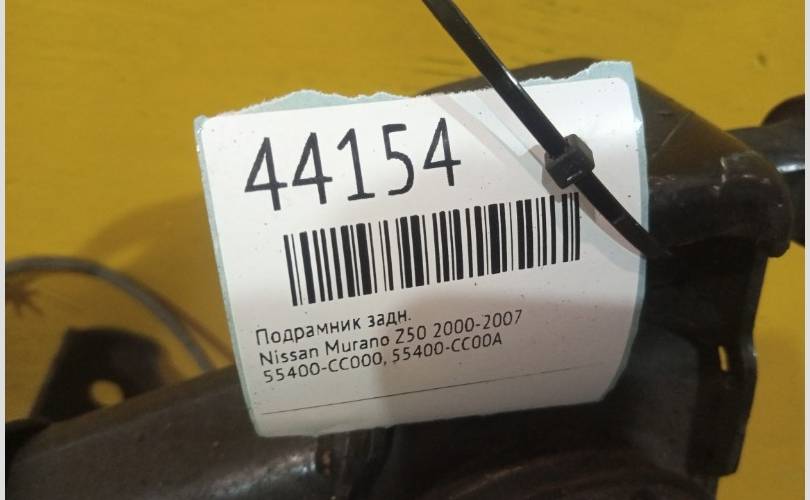 44154
Подрамник задн.
Nissan Murano Z50 2000-2007
55400-CC000, 55400-CC00A